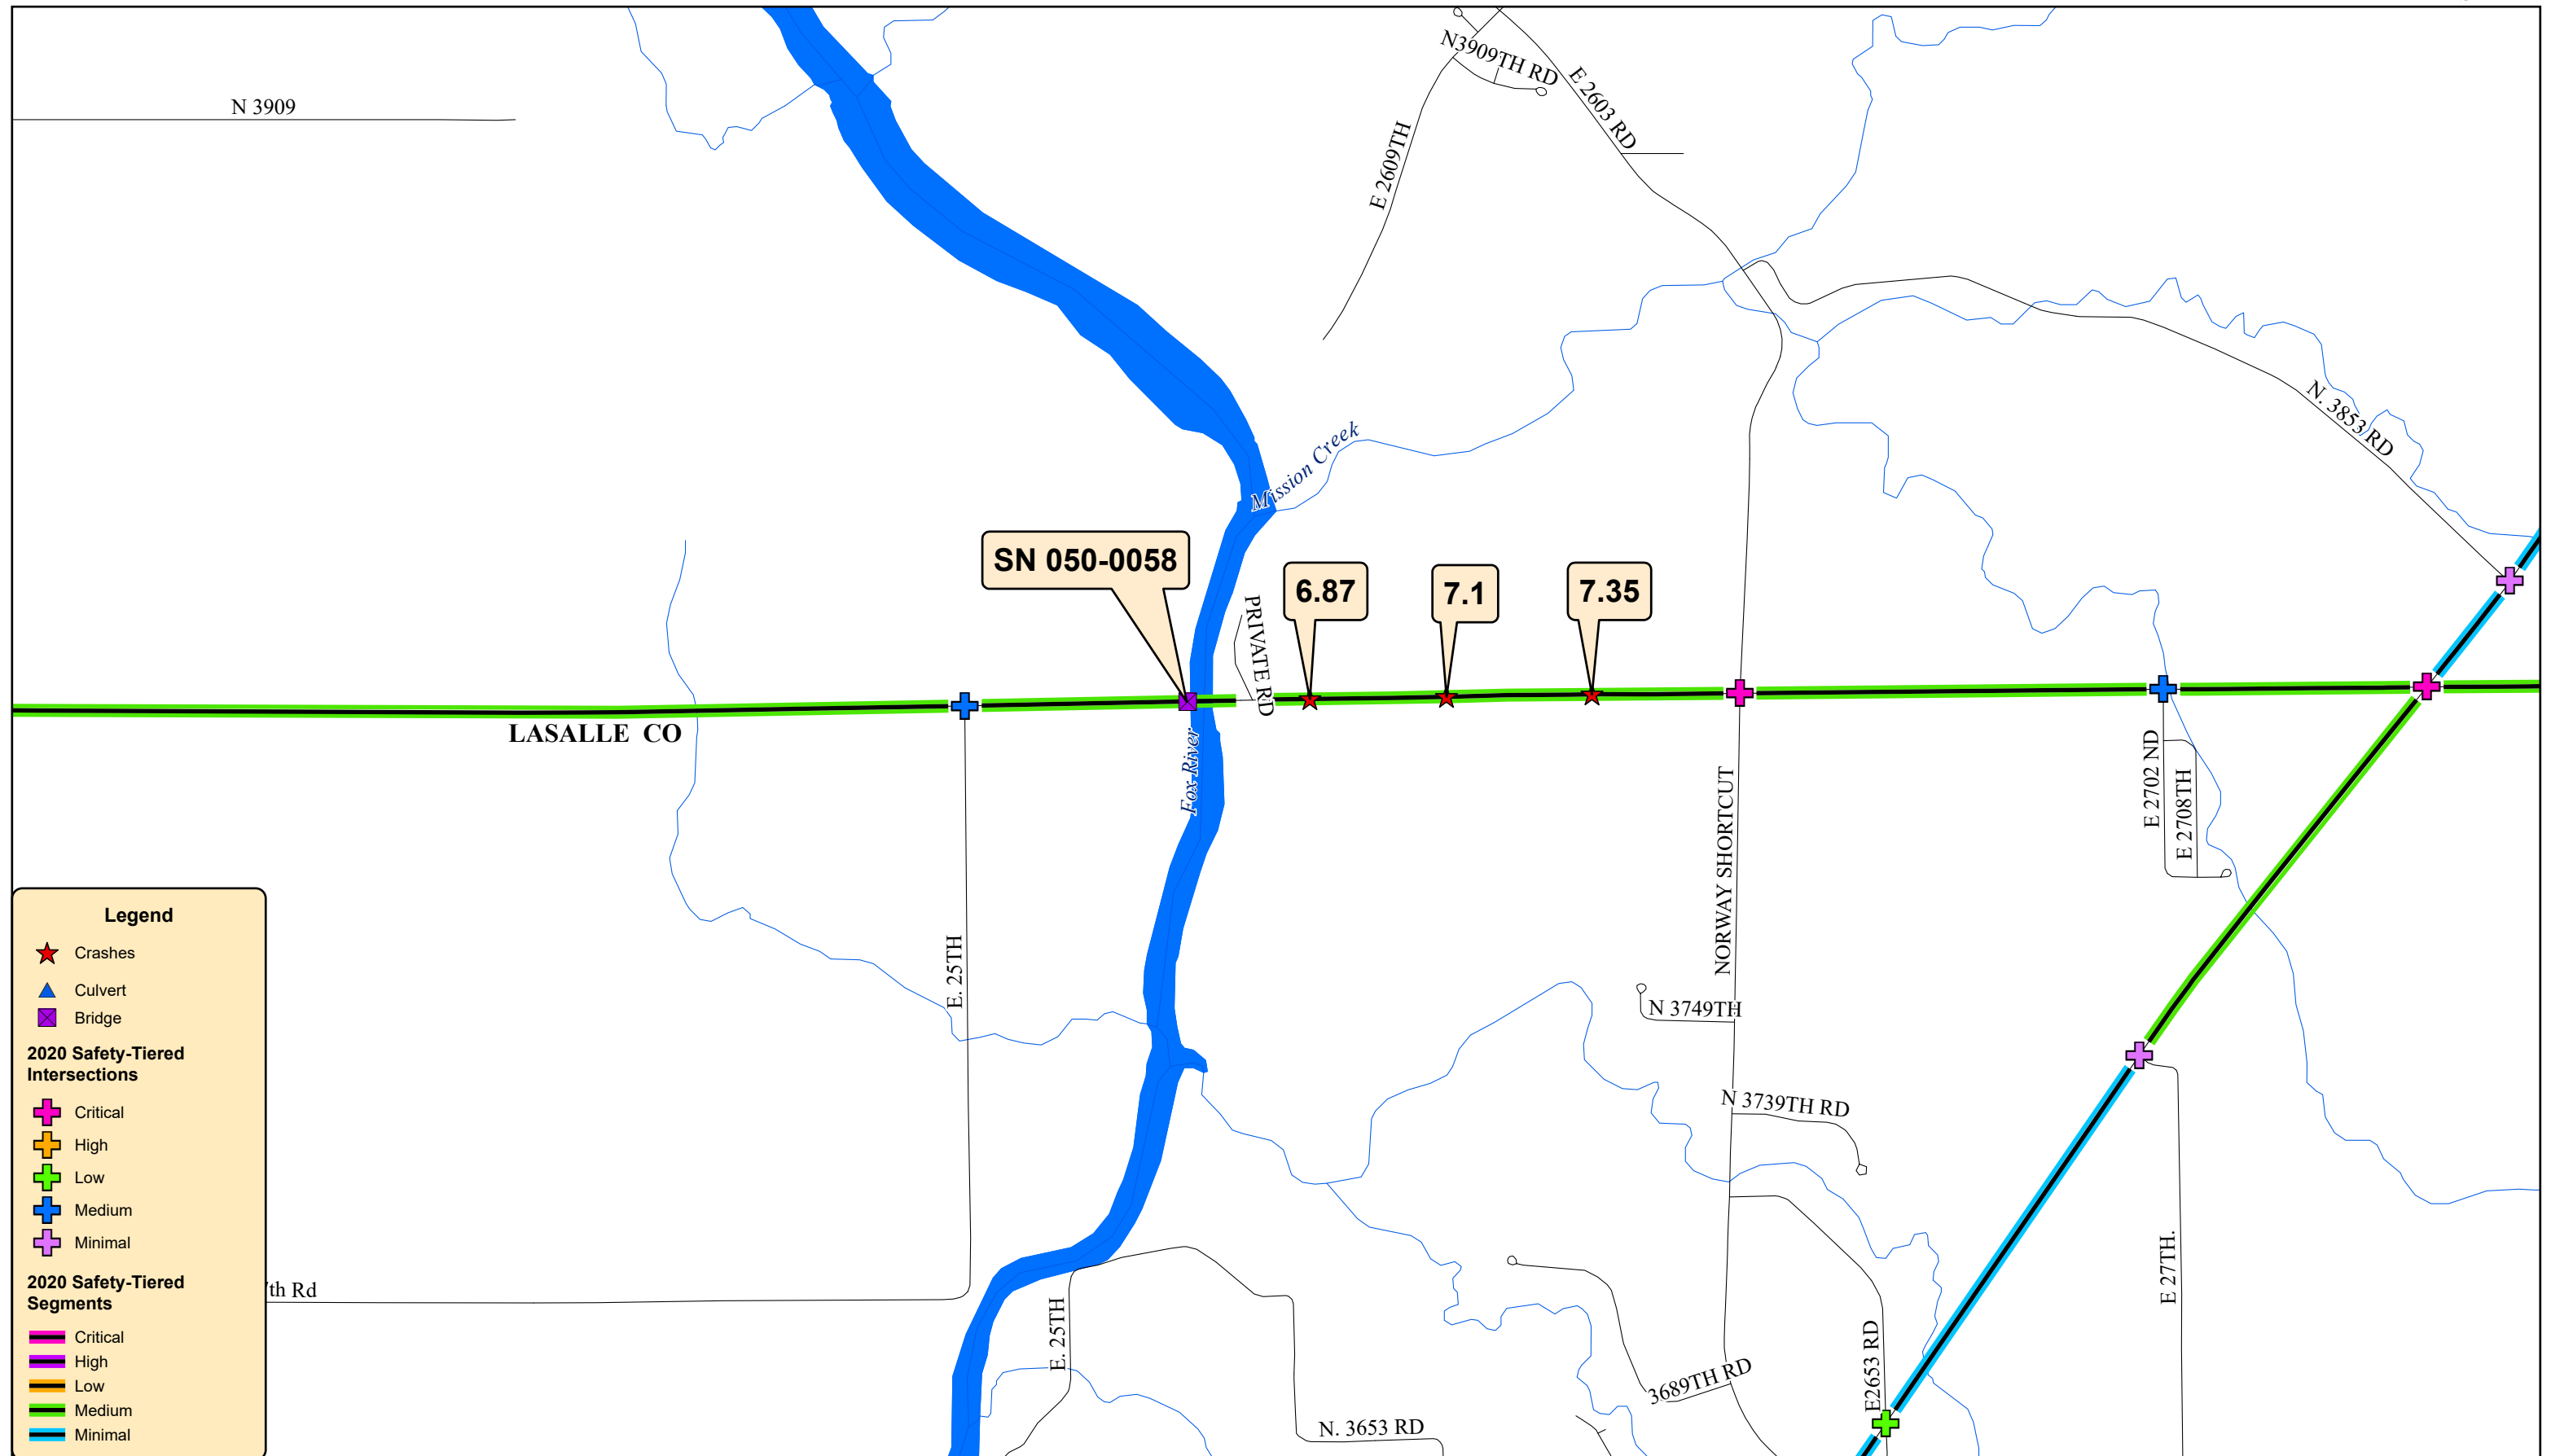 N3909TH RD
E 2603 RD
N 3909
E 2609TH
N. 3853 RD
Mission Creek
SN 050-0058
6.87
7.1
7.35
PRIVATE RD
LASALLE CO
Fox River
E 2702 ND
E 2708TH
NORWAY SHORTCUT
E. 25TH
N 3749TH
N 3739TH RD
E 27TH.
7th Rd
E. 25TH
E2653 RD
3689TH RD
N. 3653 RD
Legend
Crashes
Culvert
Bridge
2020 Safety-Tiered
Intersections
Critical
High
Low
Medium
Minimal
2020 Safety-Tiered
Segments
Critical
High
Low
Medium
Minimal